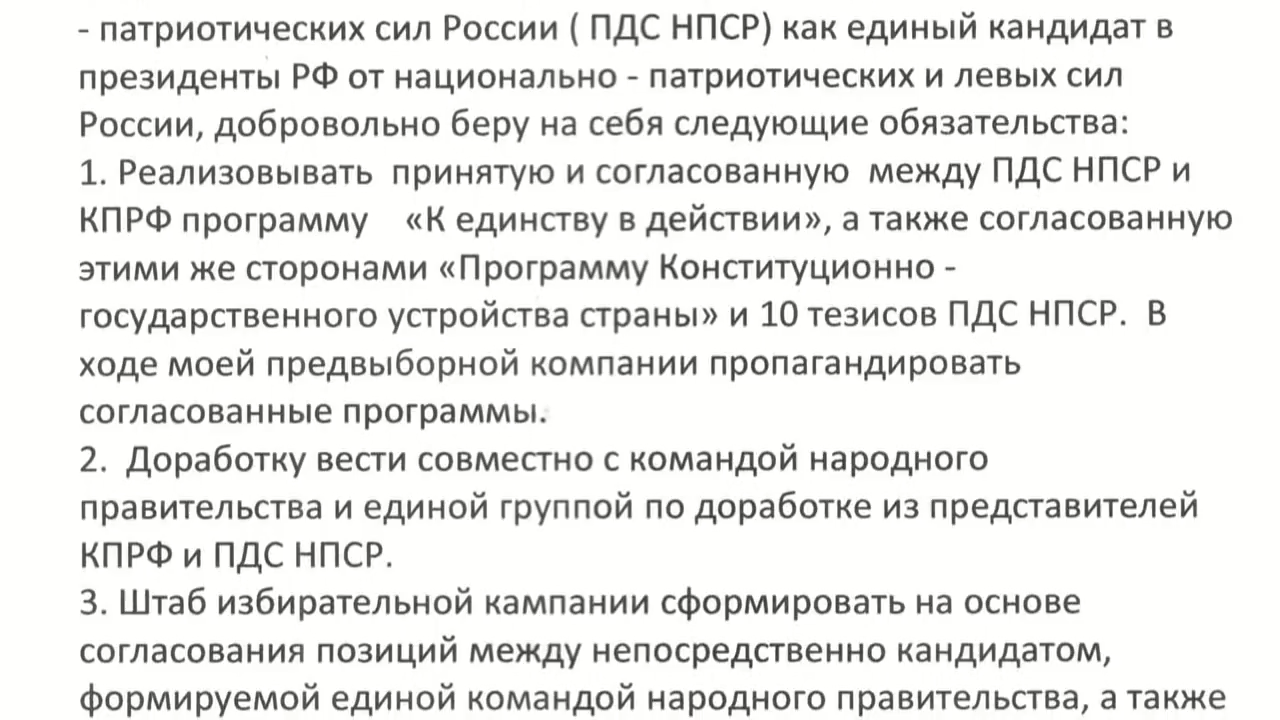 - патриотических сил России ( ПДС НПСР) как единый кандидат в
президенты РФ от национально - патриотических и левых сил
России, добровольно беру на себя следующие обязательства:
1. Реализовывать  принятую и согласованную  между ПДС НПСР и
КПРФ программу    «К единству в действии», а также согласованную
этими же сторонами «Программу Конституционно -
государственного устройства страны» и 10 тезисов ПДС НПСР.  В
ходе моей предвыборной компании пропагандировать
согласованные программы.
2.  Доработку вести совместно с командой народного
правительства и единой группой по доработке из представителей
КПРФ и ПДС НПСР.
3. Штаб избирательной кампании сформировать на основе
согласования позиций между непосредственно кандидатом,
формируемой единой командой народного правительства, а также